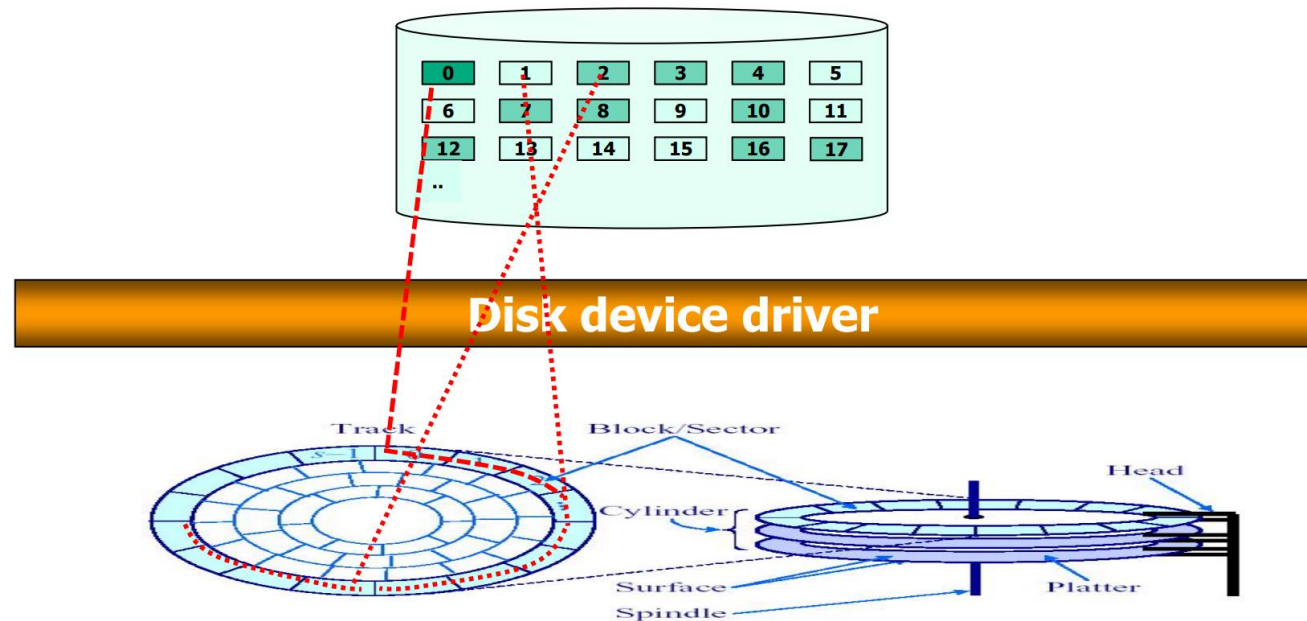 0 1 2 3 4 5
6 7 8 9 10 11
12 13 14 15 16 17
..
Disk device driver
Track
Block/Sector
s–1
Head
Cylinder
Surface
Platter
Spindle